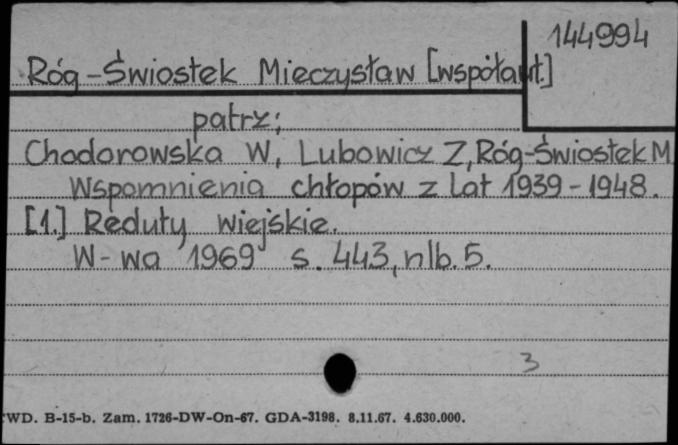 144994
Róg-Świostek Mieczysław [współaut.]
patrz;
Chodorowska W, Lubowicz Z, Róg-Świostek M
Wspomnienia chłopów z lat 1939-1948.
[1.] Reduty wiejskie.
W-wa 1969 s. 443, nlb. 5.
3
WD. B-15-b. Zam. 1726-DW-On-67. GDA-3198. 8.11.67. 4.630.000.